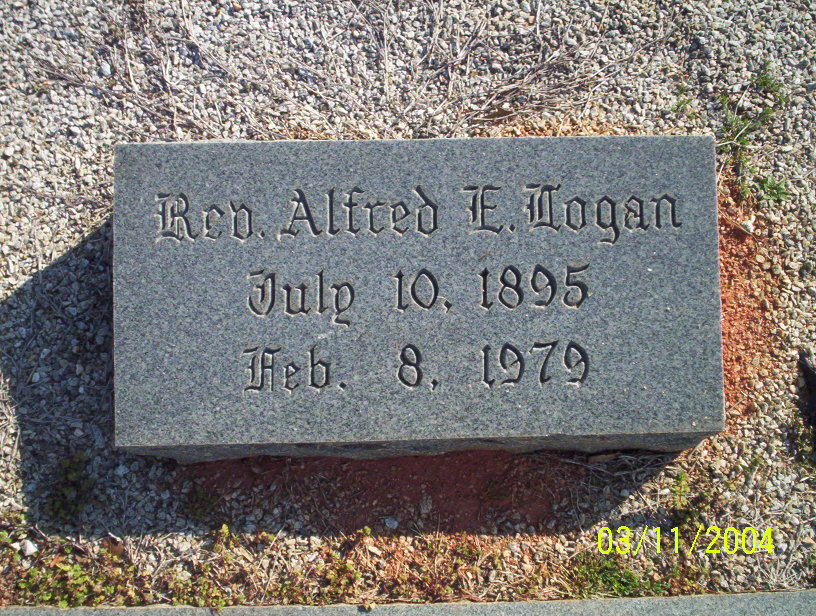 Rev. Alfred E. Logan
July 10, 1895
Feb. 8, 1979
03/11/2004